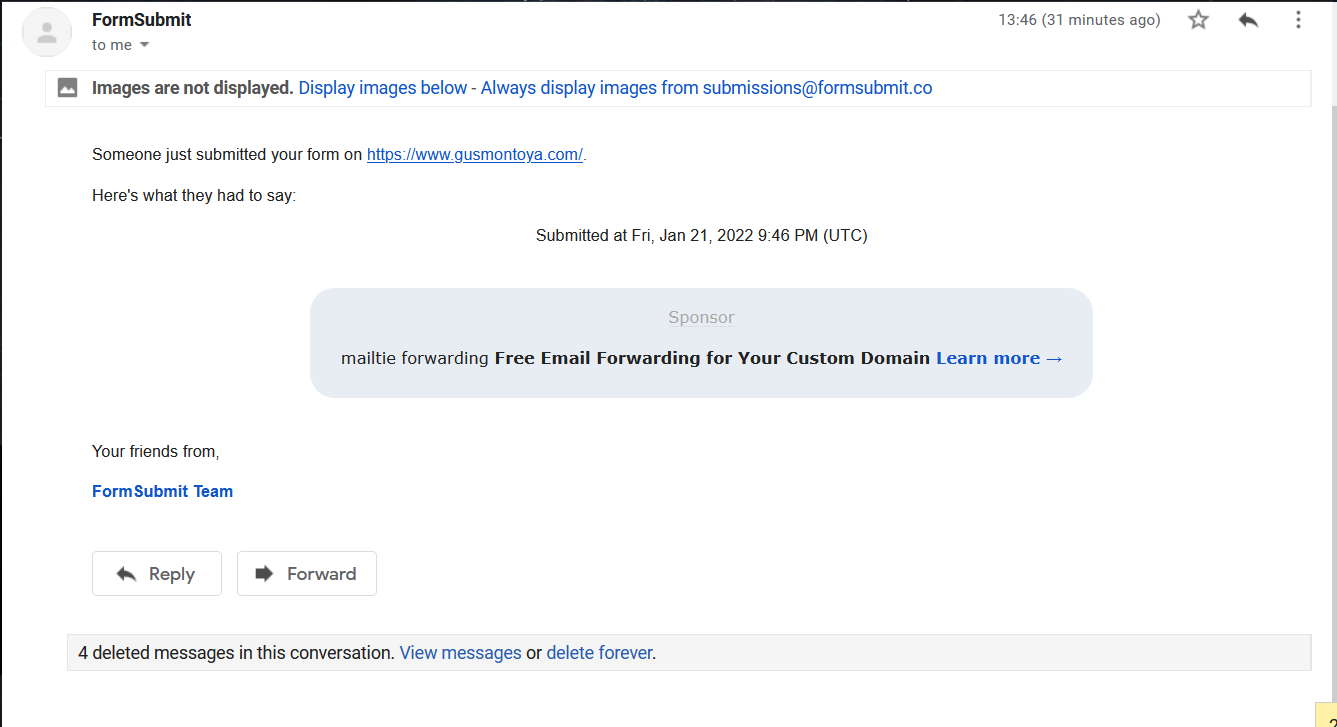 FormSubmit
13:46 (31 minutes ago)
to me
Images are not displayed. Display images below - Always display images from submissions@formsubmit.co
Someone just submitted your form on https://www.gusmontoya.com/.
Here's what they had to say:
Submitted at Fri, Jan 21, 2022 9:46 PM (UTC)
Sponsor
mailtie forwarding Free Email Forwarding for Your Custom Domain Learn more →
Your friends from,
FormSubmit Team
Reply
Forward
4 deleted messages in this conversation. View messages or delete forever.